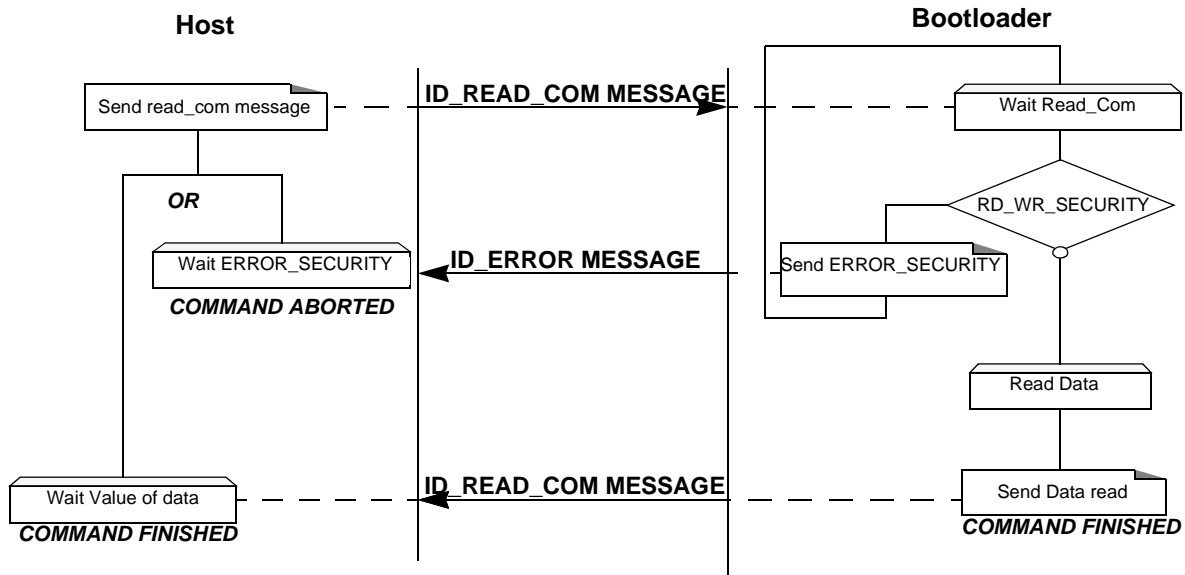 Host
Bootloader
Send read_com message
ID_READ_COM MESSAGE
Wait Read_Com
OR
RD_WR_SECURITY
Wait ERROR_SECURITY
ID_ERROR MESSAGE
Send ERROR_SECURITY
COMMAND ABORTED
Read Data
Wait Value of data
ID_READ_COM MESSAGE
Send Data read
COMMAND FINISHED
COMMAND FINISHED